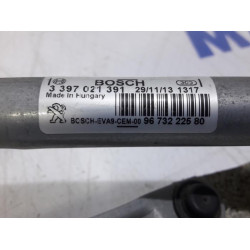 BOSCH
3 397 021 391 29/11/13 1317
Made in Hungary
BOSCH-EVA9-CEM-00 96 732 225 80